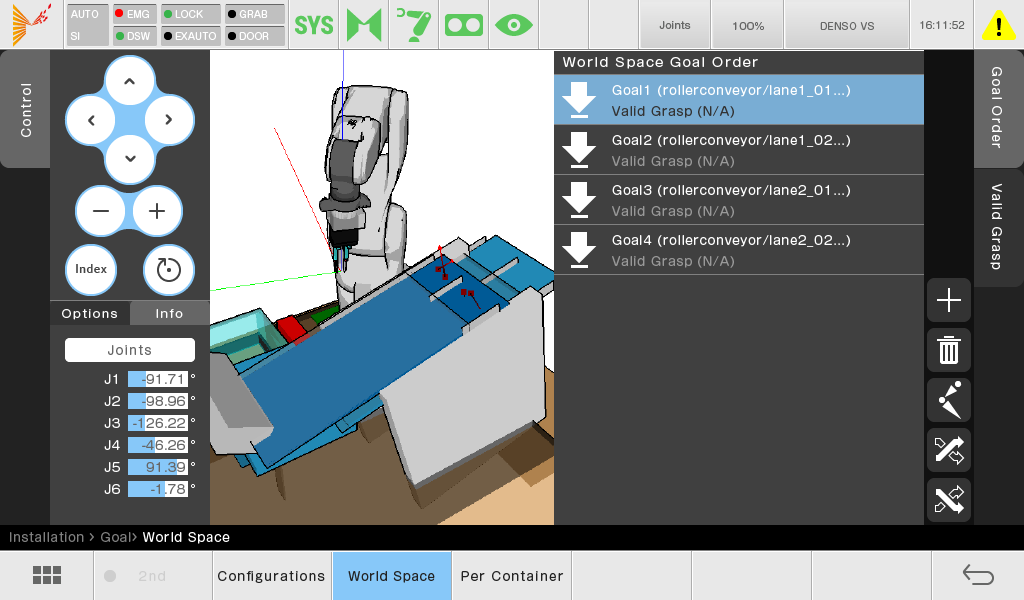 AUTO
SI
EMG
DSW
LOCK
EXAUTO
GRAB
DOOR
SYS
Joints
100%
DENSO VS
16:11:52
Control
Index
Options
Info
Joints
J1 -91.71 °
J2 -98.96 °
J3 -126.22 °
J4 -46.26 °
J5 91.39 °
J6 -1.78 °
World Space Goal Order
Goal1 (rollerconveyor/lane1_01...)
Valid Grasp (N/A)
Goal2 (rollerconveyor/lane1_02...)
Valid Grasp (N/A)
Goal3 (rollerconveyor/lane2_01...)
Valid Grasp (N/A)
Goal4 (rollerconveyor/lane2_02...)
Valid Grasp (N/A)
Goal Order
Valid Grasp
Installation > Goal> World Space
2nd
Configurations
World Space
Per Container